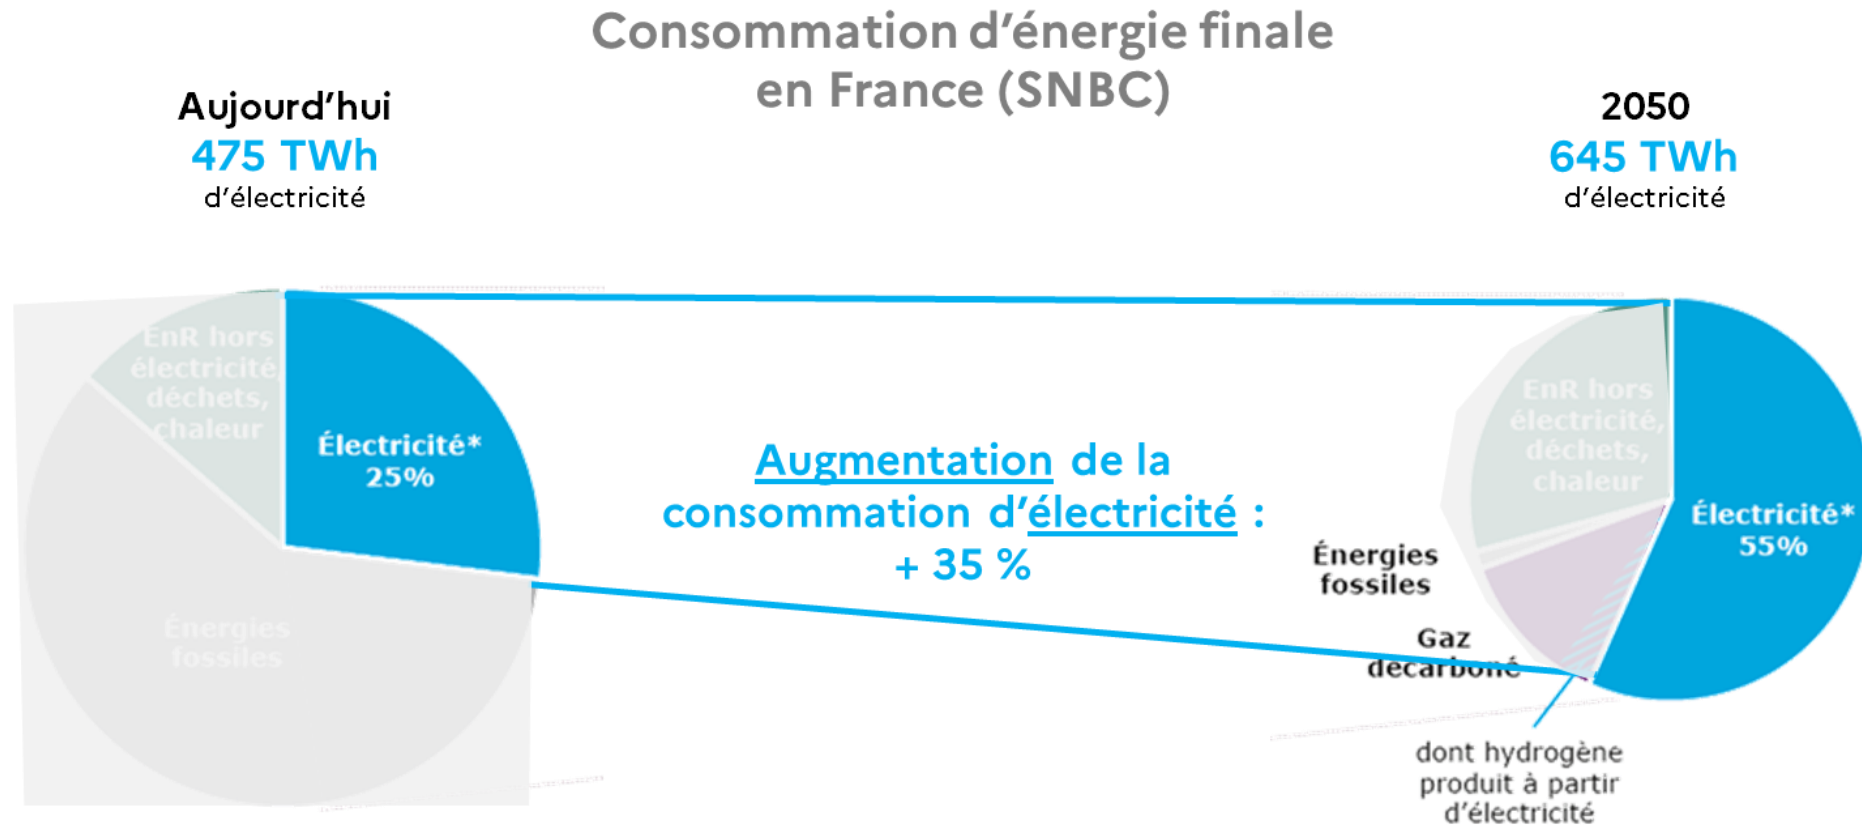 Consommation d'énergie finale
en France (SNBC)
Aujourd'hui
475 TWh
d'électricité
2050
645 TWh
d'électricité
EnR hors
électricité,
déchets,
chaleur
Électricité*
25%
Énergies
fossiles
Augmentation de la
consommation d'électricité :
+ 35 %
EnR hors
électricité,
déchets,
chaleur
Électricité*
55%
Énergies
fossiles
Gaz
décarboné
dont hydrogène
produit à partir
d'électricité